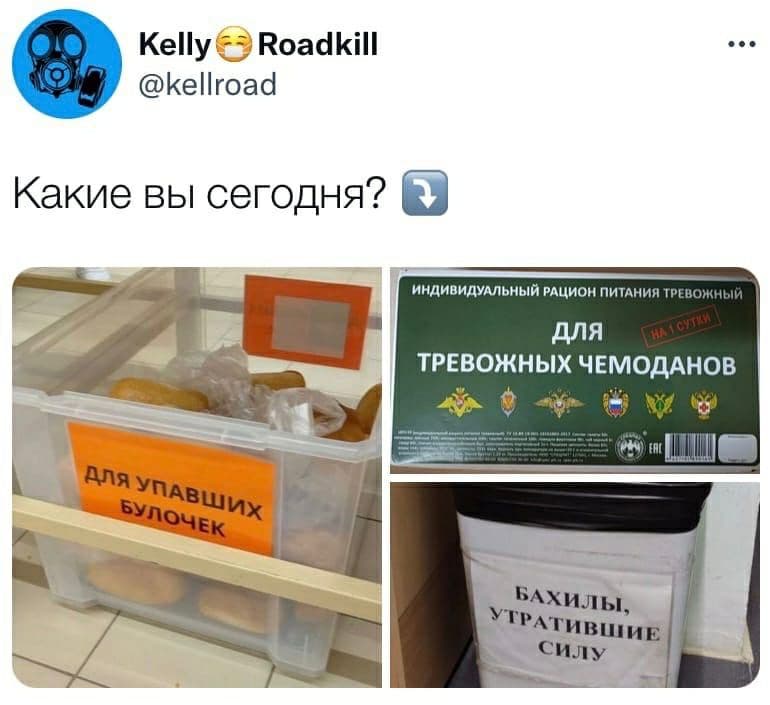 Kelly😷Roadkill
@kellroad
Какие вы сегодня? ⤵️
ДЛЯ УПАВШИХ
БУЛОЧЕК
ИНДИВИДУАЛЬНЫЙ РАЦИОН ПИТАНИЯ ТРЕВОЖНЫЙ
ДЛЯ
НА 1 СУТКИ
ТРЕВОЖНЫХ ЧЕМОДАНОВ
ЕАС
БАХИЛЫ,
УТРАТИВШИЕ
СИЛУ